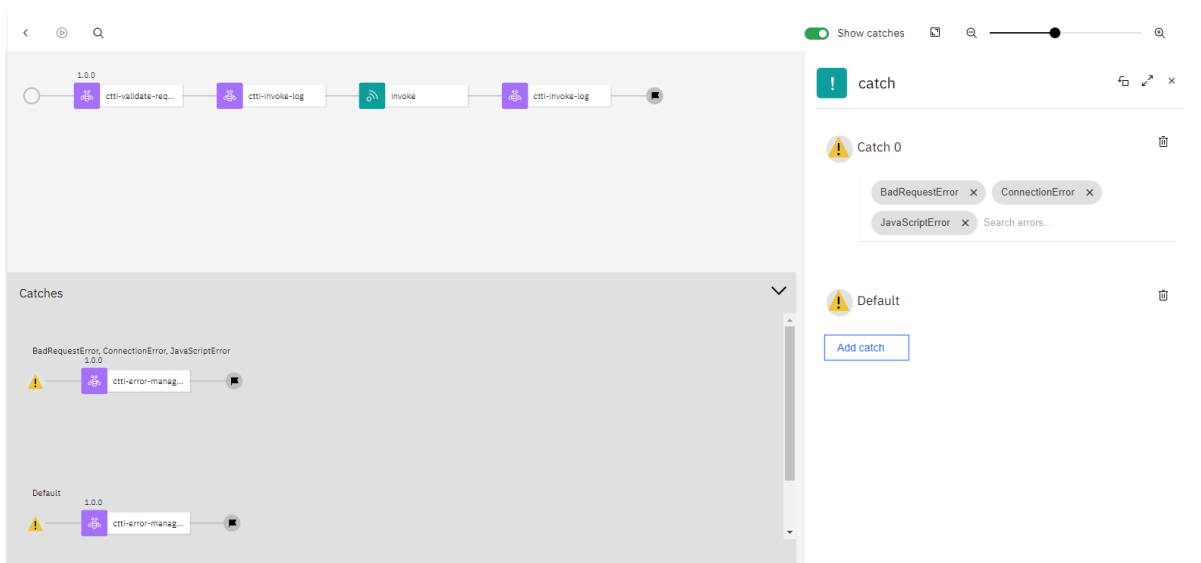 Show catches
1.0.0
ctti-validate-req...
ctti-invoke-log
invoke
ctti-invoke-log
Catches
BadRequestError, ConnectionError, JavaScriptError
1.0.0
ctti-error-manag...
Default
1.0.0
ctti-error-manag...
catch
Catch 0
BadRequestError
ConnectionError
JavaScriptError
Search errors...
Default
Add catch